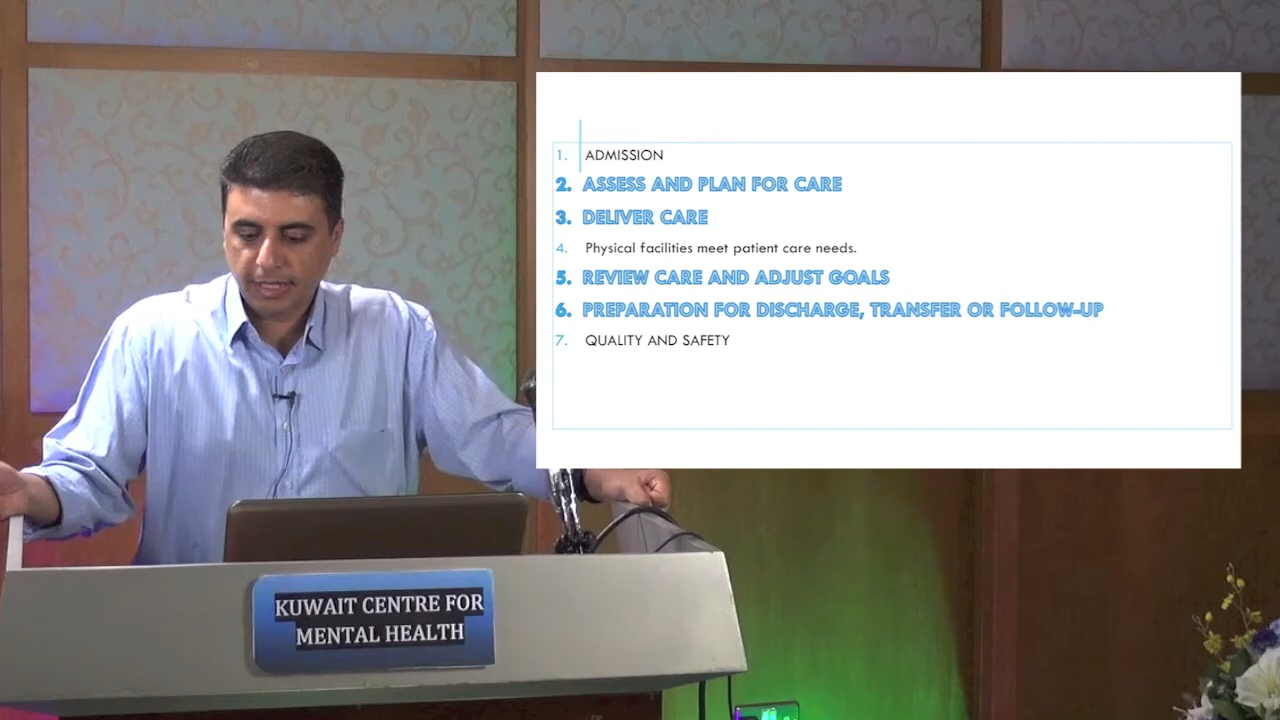 1. ADMISSION
2. ASSESS AND PLAN FOR CARE
3. DELIVER CARE
4. Physical facilities meet patient care needs.
5. REVIEW CARE AND ADJUST GOALS
6. PREPARATION FOR DISCHARGE, TRANSFER OR FOLLOW-UP
7. QUALITY AND SAFETY
KUWAIT CENTRE FOR
MENTAL HEALTH